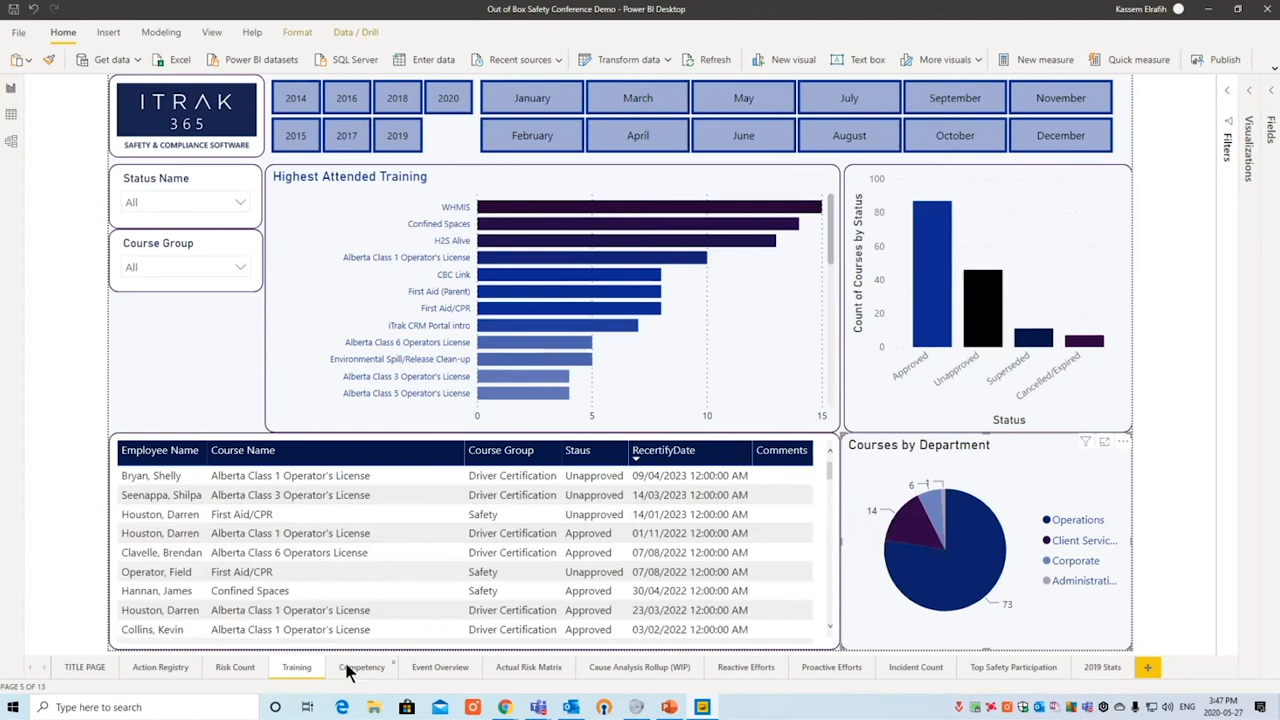 Out of Box Safety Conference Demo - Power BI Desktop
Kassem Elrafih
File Home Insert Modeling View Help Format Data / Drill
Get data Excel Power BI datasets SQL Server Enter data Recent sources Transform data Refresh New visual Text box More visuals New measure Quick measure Publish
ITRAK
365
SAFETY & COMPLIANCE SOFTWARE
2014 2016 2018 2020
2015 2017 2019
January March May July September November
February April June August October December
Status Name
All
Course Group
All
Highest Attended Training
WHMIS
Confined Spaces
H2S Alive
Alberta Class 1 Operator's License
CBC Link
First Aid (Parent)
First Aid/CPR
iTrak CRM Portal intro
Alberta Class 6 Operators License
Environmental Spill/Release Clean-up
Alberta Class 3 Operator's License
Alberta Class 5 Operator's License
0 5 10 15
Count of Courses by Status
100
80
60
40
20
0
Approved Unapproved Superseded Cancelled/Expired
Status
Filters
Visualizations
Fields
Employee Name Course Name Course Group Staus RecertifyDate Comments
Bryan, Shelly Alberta Class 1 Operator's License Driver Certification Unapproved 09/04/2023 12:00:00 AM
Seenappa, Shilpa Alberta Class 3 Operator's License Driver Certification Unapproved 14/03/2023 12:00:00 AM
Houston, Darren First Aid/CPR Safety Unapproved 14/01/2023 12:00:00 AM
Houston, Darren Alberta Class 1 Operator's License Driver Certification Approved 01/11/2022 12:00:00 AM
Clavelle, Brendan Alberta Class 6 Operators License Driver Certification Approved 07/08/2022 12:00:00 AM
Operator, Field First Aid/CPR Safety Unapproved 07/08/2022 12:00:00 AM
Hannan, James Confined Spaces Safety Approved 30/04/2022 12:00:00 AM
Houston, Darren Alberta Class 1 Operator's License Driver Certification Approved 23/03/2022 12:00:00 AM
Collins, Kevin Alberta Class 1 Operator's License Driver Certification Approved 03/02/2022 12:00:00 AM
Courses by Department
6 1
14
73
Operations
Client Servic...
Corporate
Administrati...
TITLE PAGE Action Registry Risk Count Training Competency Event Overview Actual Risk Matrix Cause Analysis Rollup (WIP) Reactive Efforts Proactive Efforts Incident Count Top Safety Participation 2019 Stats
PAGE 5 OF 13
Type here to search
3:47 PM
2020-05-27